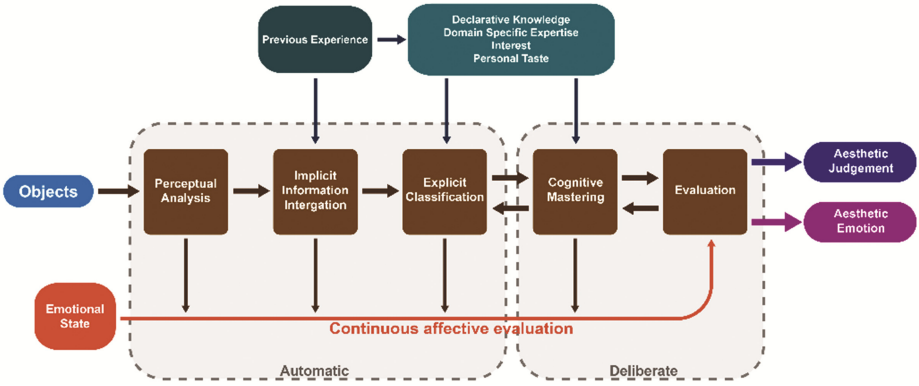 Previous Experience
Declarative Knowledge
Domain Specific Expertise
Interest
Personal Taste
Objects
Perceptual
Analysis
Implicit
Information
Intergation
Explicit
Classification
Cognitive
Mastering
Evaluation
Aesthetic
Judgement
Aesthetic
Emotion
Emotional
State
Continuous affective evaluation
Automatic
Deliberate